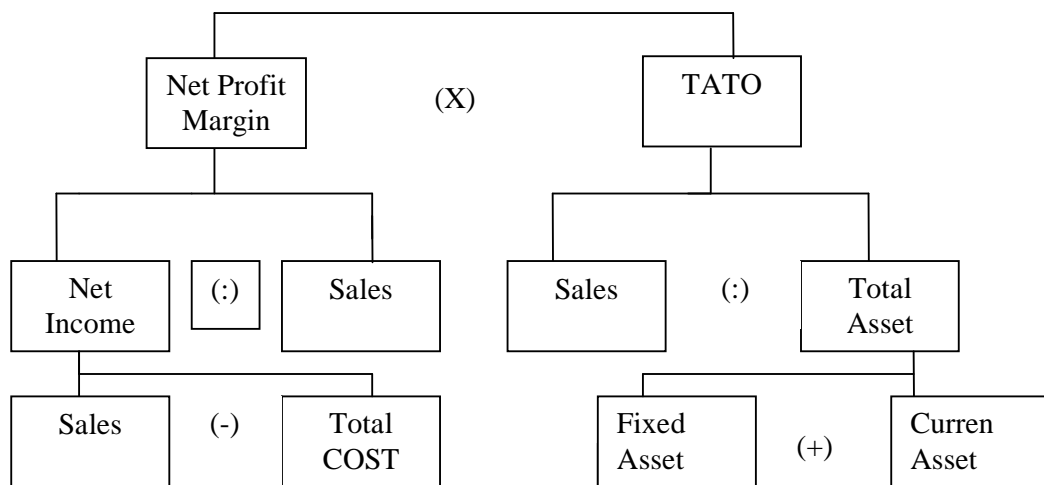 Net Profit
Margin
(X)
TATO
Net
Income
(:)
Sales
Sales
(:)
Total
Asset
Sales
(-)
Total
COST
Fixed
Asset
(+)
Curren
Asset